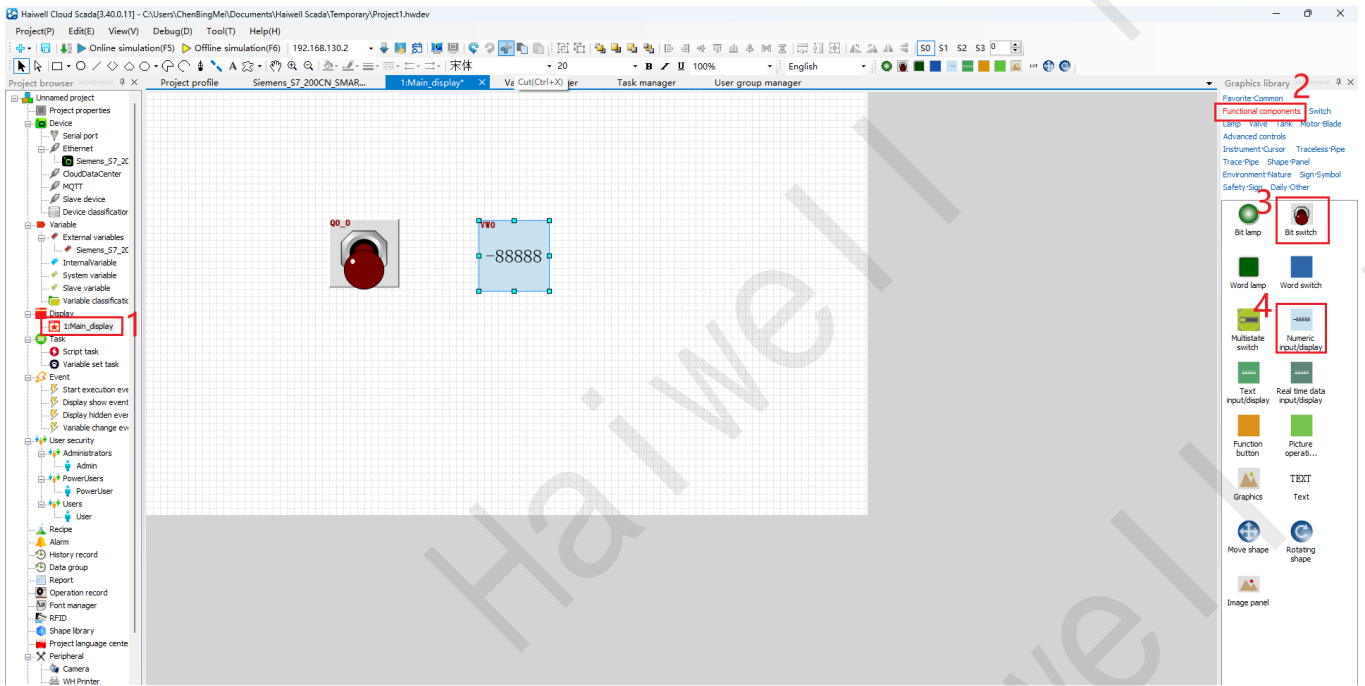 Haiwell Cloud Scada[3.40.0.11] - C:\Users\ChenBingMei\Documents\Haiwell Scada\Temporary\Project1.hwdev
Project(P) Edit(E) View(V) Debug(D) Tool(T) Help(H)
Online simulation(F5) Offline simulation(F6) 192.168.130.2 S0 S1 S2 S3 0
A 宋体 20 B Z U 100% English
Project browser
Project profile Siemens_S7_200CN_SMAR... 1:Main_display* Va Cut(Ctrl+X) er Task manager User group manager
Unnamed project
Project properties
Device
Serial port
Ethernet
Siemens_S7_20
CloudDataCenter
MQTT
Slave device
Device classification
Variable
External variables
Siemens_S7_20
InternalVariable
System variable
Slave variable
Variable classificatic
Display
1:Main_display 1
Task
Script task
Variable set task
Event
Start execution eve
Display show event
Display hidden even
Variable change eve
User security
Administrators
Admin
PowerUsers
PowerUser
Users
User
Recipe
Alarm
History record
Data group
Report
Operation record
Font manager
RFID
Shape library
Project language cente
Peripheral
Camera
WH Printer
Q0_0 VW0
-88888
Graphics library 2
Favorite·Common
Functional components Switch
Lamp Valve Tank Motor·Blade
Advanced controls
Instrument·Cursor Traceless·Pipe
Trace·Pipe Shape·Panel
Environment·Nature Sign·Symbol
Safety·Sign Daily·Other
3
Bit lamp Bit switch
Word lamp Word switch
4
-88888
Multistate switch
Numeric input/display
Text input/display
Real time data input/display
Function button
Picture operati...
TEXT
Graphics Text
Move shape
Rotating shape
Image panel
Haiwell